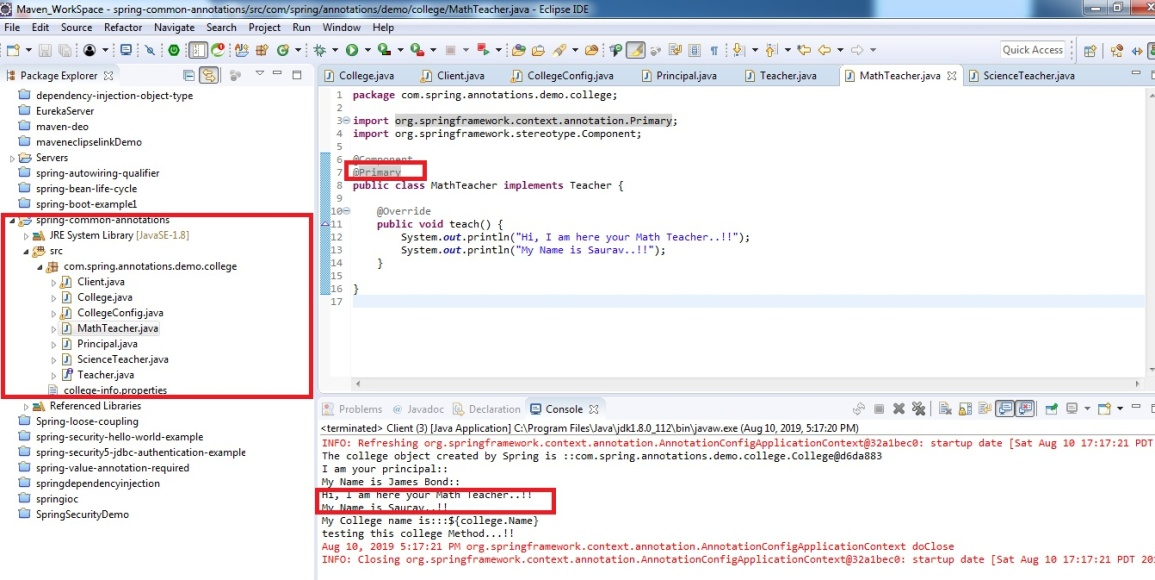 Maven_WorkSpace - spring-common-annotations/src/com/spring/annotations/demo/college/MathTeacher.java - Eclipse IDE
File Edit Source Refactor Navigate Search Project Run Window Help
Quick Access
Package Explorer
dependency-injection-object-type
EurekaServer
maven-deo
maveneclipselinkDemo
Servers
spring-autowiring-qualifier
spring-bean-life-cycle
spring-boot-example1
spring-common-annotations
JRE System Library [JavaSE-1.8]
src
com.spring.annotations.demo.college
Client.java
College.java
CollegeConfig.java
MathTeacher.java
Principal.java
ScienceTeacher.java
Teacher.java
college-info.properties
Referenced Libraries
Spring-loose-coupling
spring-security-hello-world-example
spring-security5-jdbc-authentication-example
spring-value-annotation-required
springdependencyinjection
springioc
SpringSecurityDemo
College.java Client.java CollegeConfig.java Principal.java Teacher.java MathTeacher.java ScienceTeacher.java
1 package com.spring.annotations.demo.college;
2
3 import org.springframework.context.annotation.Primary;
4 import org.springframework.stereotype.Component;
5
6 @Component
7 @Primary
8 public class MathTeacher implements Teacher {
9
10 @Override
11 public void teach() {
12 System.out.println("Hi, I am here your Math Teacher..!!");
13 System.out.println("My Name is Saurav..!!");
14 }
15
16 }
17
Problems Javadoc Declaration Console
<terminated> Client (3) [Java Application] C:\Program Files\Java\jdk1.8.0_112\bin\javaw.exe (Aug 10, 2019, 5:17:20 PM)
INFO: Refreshing org.springframework.context.annotation.AnnotationConfigApplicationContext@32a1bec0: startup date [Sat Aug 10 17:17:21 PDT
The college object created by Spring is ::com.spring.annotations.demo.college.College@d6da883
I am your principal::
My Name is James Bond::
Hi, I am here your Math Teacher..!!
My Name is Saurav..!!
My College name is:::${college.Name}
testing this college Method...!!
Aug 10, 2019 5:17:21 PM org.springframework.context.annotation.AnnotationConfigApplicationContext doClose
INFO: Closing org.springframework.context.annotation.AnnotationConfigApplicationContext@32a1bec0: startup date [Sat Aug 10 17:17:21 PDT 201